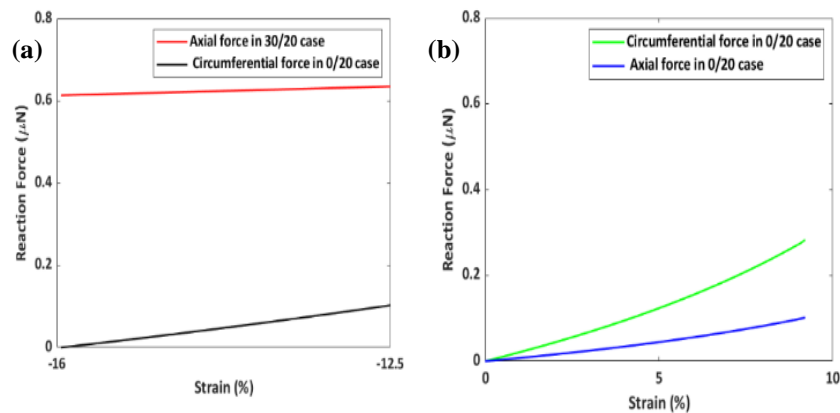 (a)
Reaction Force (μN)
0.8
0.6
0.4
0.2
0
Axial force in 30/20 case
Circumferential force in 0/20 case
-16
-12.5
Strain (%)
(b)
Reaction Force (μN)
0.8
0.6
0.4
0.2
0
Circumferential force in 0/20 case
Axial force in 0/20 case
0
5
10
Strain (%)